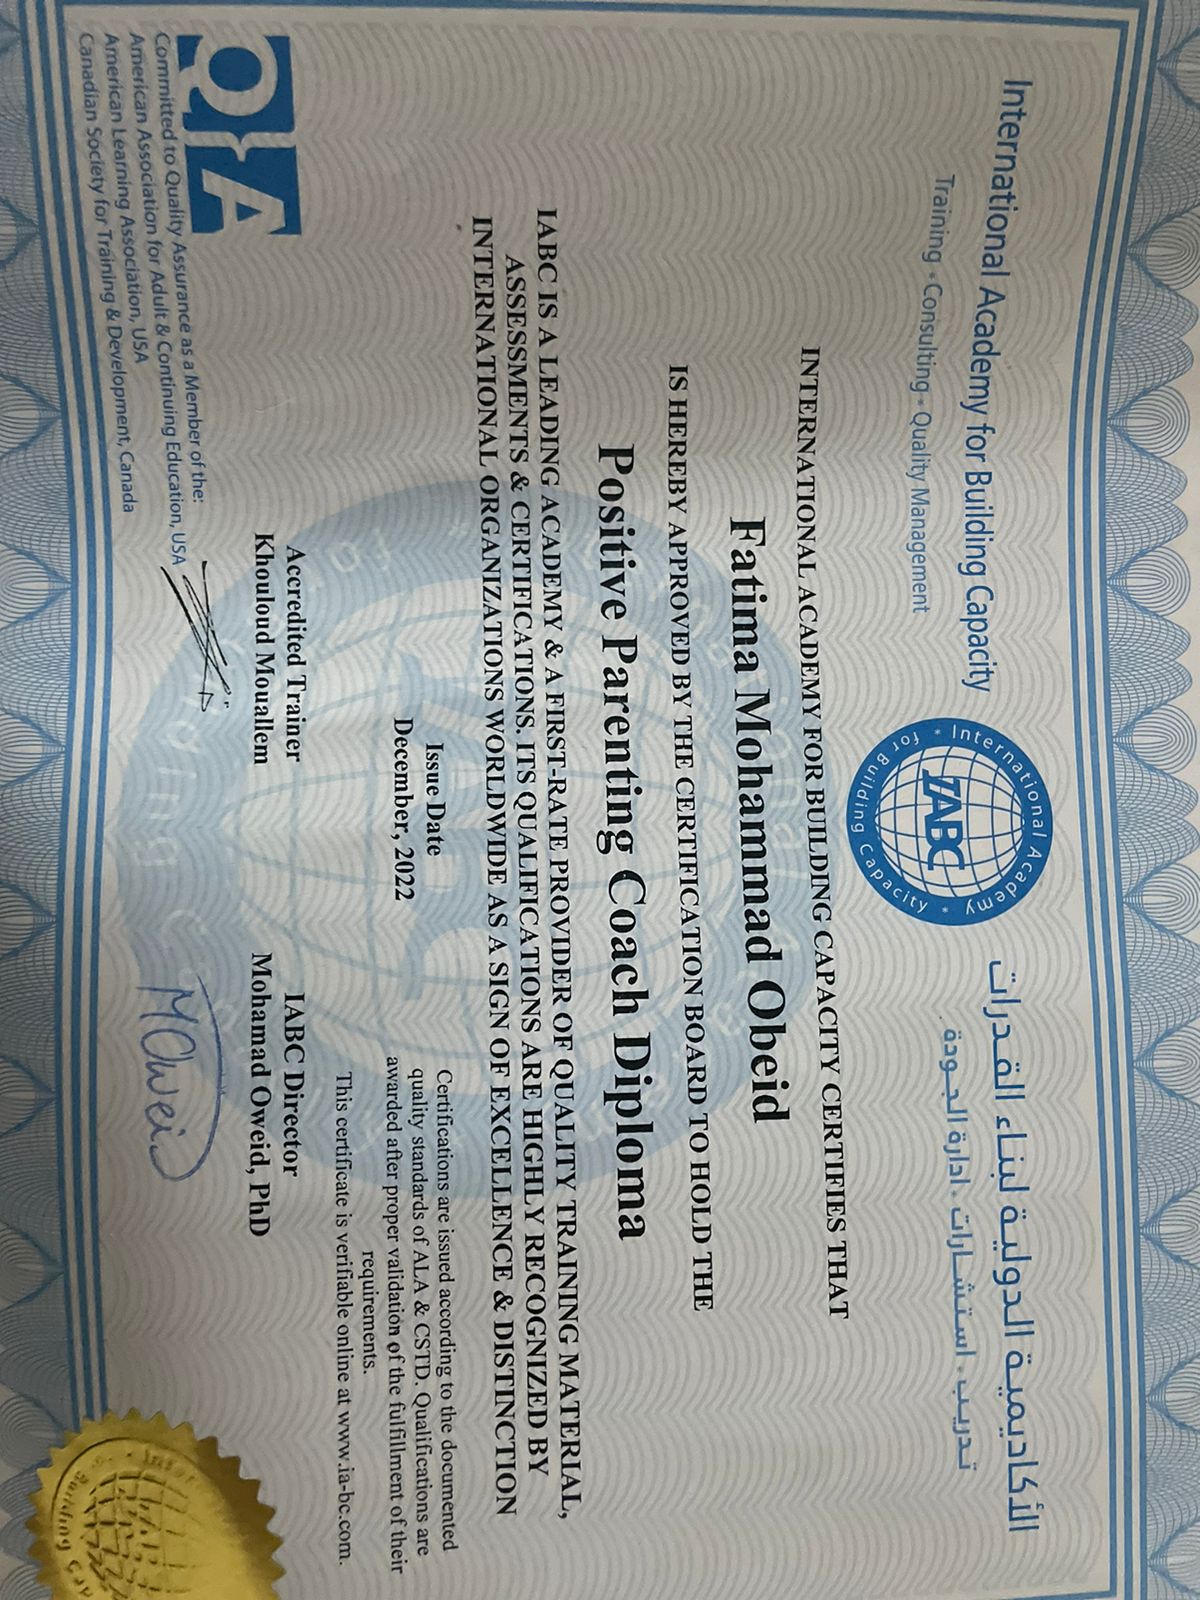 International Academy for Building Capacity
Training - Consulting - Quality Management
International Academy for Building Capacity
IABC
الأكاديمية الدولية لبناء القدرات
تدريب . استشارات . ادارة الجودة
INTERNATIONAL ACADEMY FOR BUILDING CAPACITY CERTIFIES THAT
Fatima Mohammad Obeid
IS HEREBY APPROVED BY THE CERTIFICATION BOARD TO HOLD THE
Positive Parenting Coach Diploma
IABC IS A LEADING ACADEMY & A FIRST-RATE PROVIDER OF QUALITY TRAINING MATERIAL,
ASSESSMENTS & CERTIFICATIONS. ITS QUALIFICATIONS ARE HIGHLY RECOGNIZED BY
INTERNATIONAL ORGANIZATIONS WORLDWIDE AS A SIGN OF EXCELLENCE & DISTINCTION
Issue Date
December, 2022
Certifications are issued according to the documented
quality standards of ALA & CSTD. Qualifications are
awarded after proper validation of the fulfillment of their
requirements.
This certificate is verifiable online at www.ia-bc.com.
Accredited Trainer
Khouloud Mouallem
IABC Director
Mohamad Oweid, PhD
MOweid
QA
Committed to Quality Assurance as a Member of the:
American Association for Adult & Continuing Education, USA
American Learning Association, USA
Canadian Society for Training & Development, Canada
Building